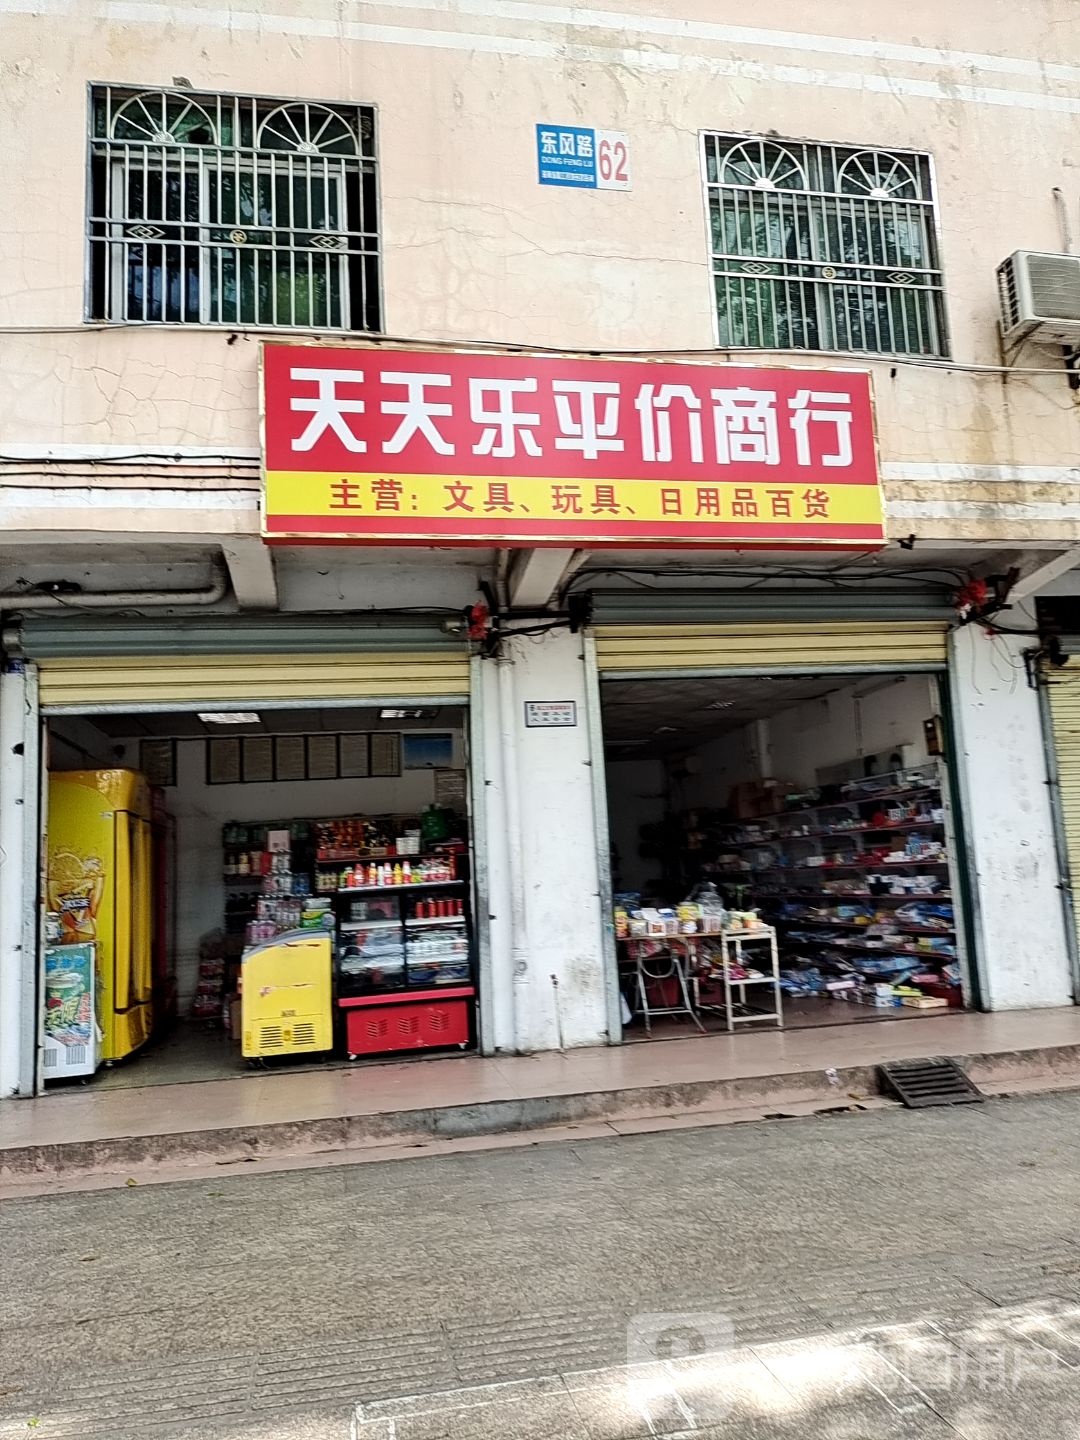 东风路
DONG FENG LU
62
天天乐平价商行
主营：文具、玩具、日用品百货